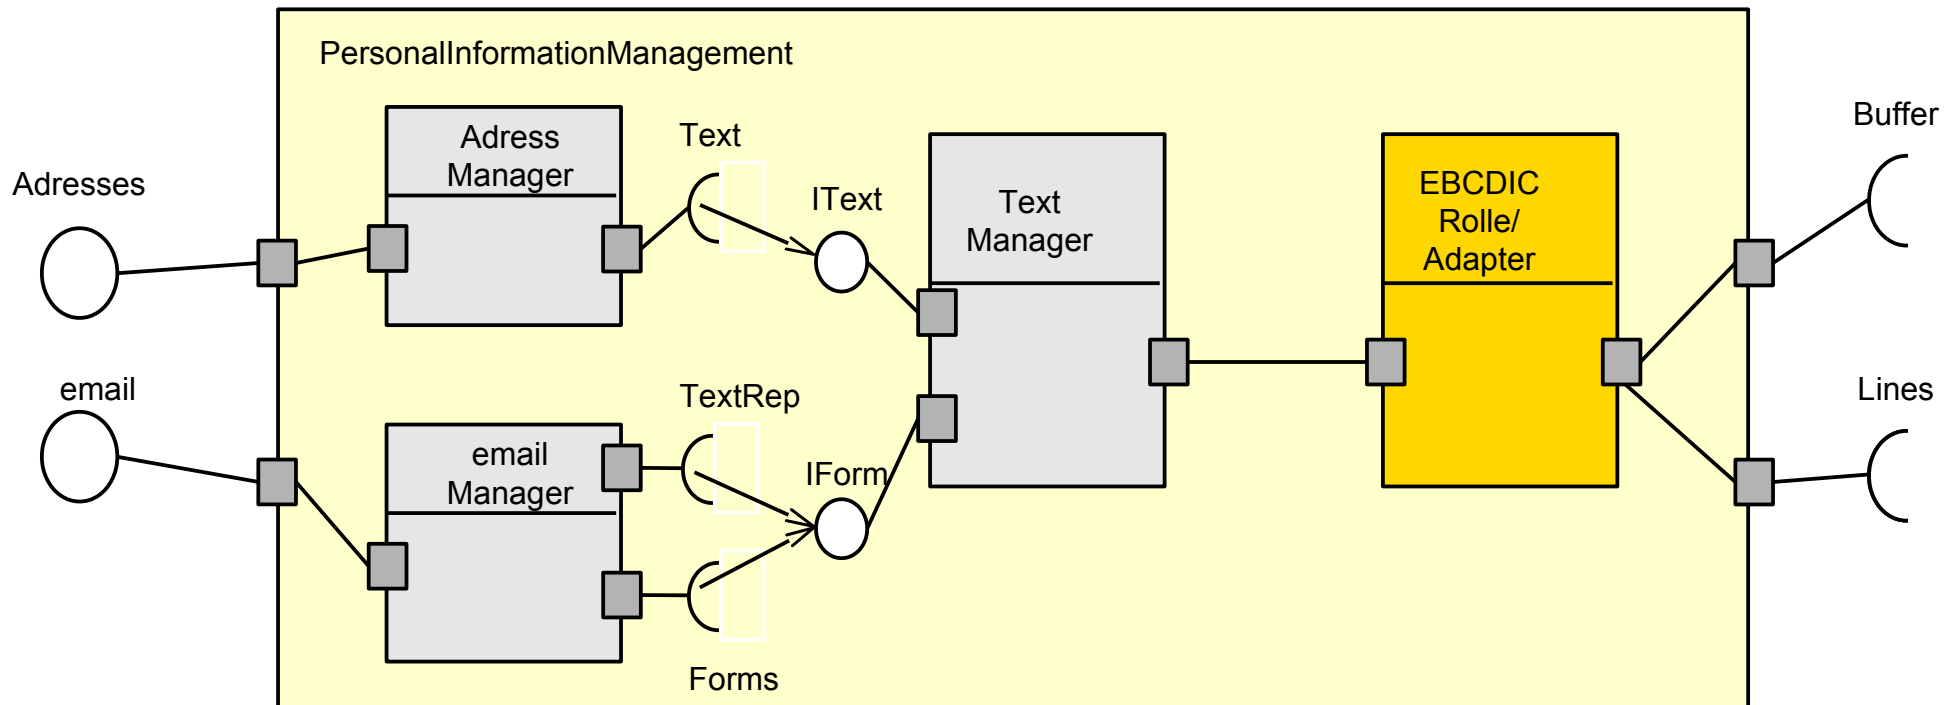 PersonalInformationManagement
Adresses
email
Adress
Manager
Text
IText
Text
Manager
EBCDIC
Rolle/
Adapter
Buffer
Lines
email
Manager
TextRep
IForm
Forms